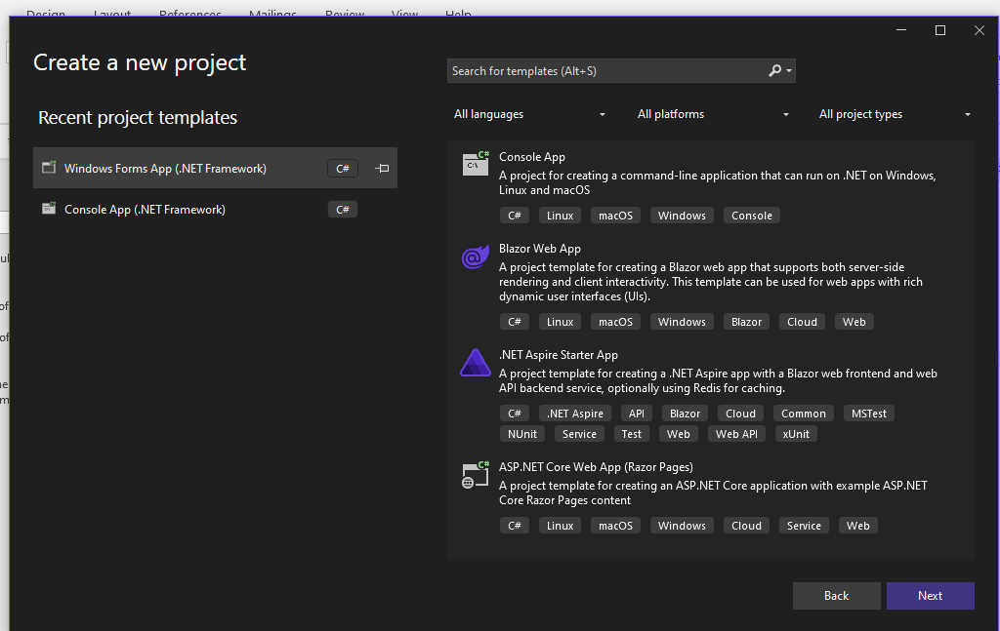 Design Layout References Mailings Review View Help
Create a new project
Search for templates (Alt+S)
Recent project templates
All languages
All platforms
All project types
Windows Forms App (.NET Framework)
C#
Console App (.NET Framework)
C#
C#
C:\
Console App
A project for creating a command-line application that can run on .NET on Windows,
Linux and macOS
C# Linux macOS Windows Console
Blazor Web App
A project template for creating a Blazor web app that supports both server-side
rendering and client interactivity. This template can be used for web apps with rich
dynamic user interfaces (UIs).
C# Linux macOS Windows Blazor Cloud Web
.NET Aspire Starter App
A project template for creating a .NET Aspire app with a Blazor web frontend and web
API backend service, optionally using Redis for caching.
C# .NET Aspire API Blazor Cloud Common MSTest
NUnit Service Test Web Web API xUnit
C#
ASP.NET Core Web App (Razor Pages)
A project template for creating an ASP.NET Core application with example ASP.NET
Core Razor Pages content
C# Linux macOS Windows Cloud Service Web
Back
Next